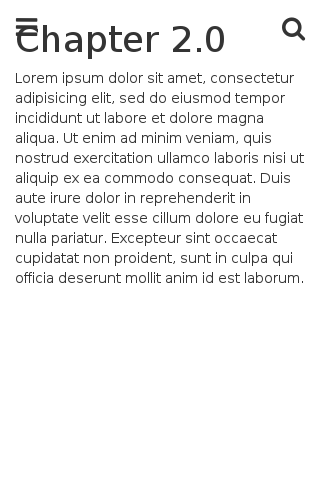 Chapter 2.0
Lorem ipsum dolor sit amet, consectetur
adipisicing elit, sed do eiusmod tempor
incididunt ut labore et dolore magna
aliqua. Ut enim ad minim veniam, quis
nostrud exercitation ullamco laboris nisi ut
aliquip ex ea commodo consequat. Duis
aute irure dolor in reprehenderit in
voluptate velit esse cillum dolore eu fugiat
nulla pariatur. Excepteur sint occaecat
cupidatat non proident, sunt in culpa qui
officia deserunt mollit anim id est laborum.